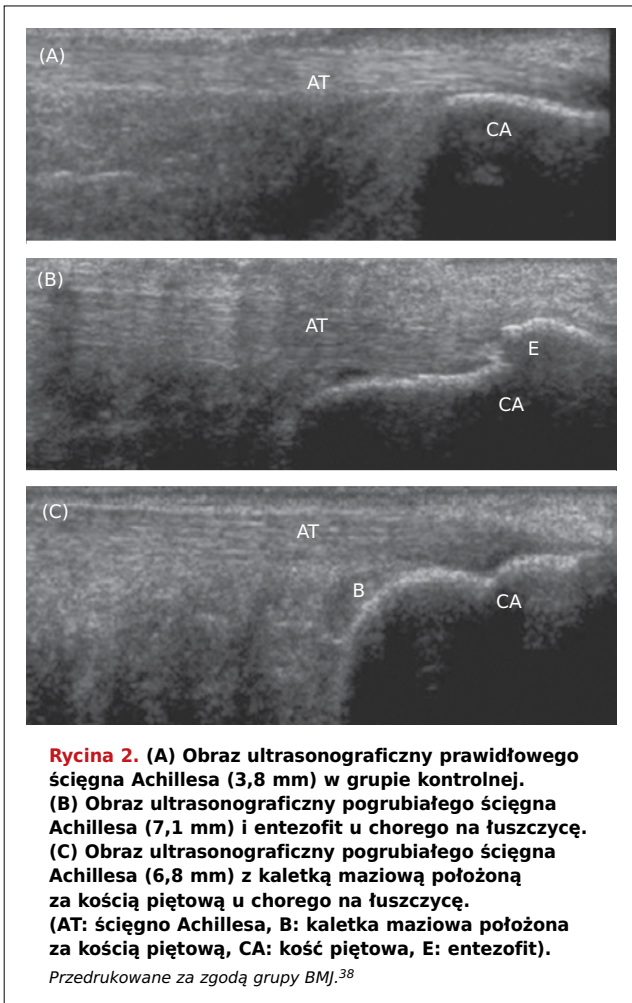 (A)
AT
CA
(B)
AT
E
CA
(C)
AT
B
CA
Rycina 2. (A) Obraz ultrasonograficzny prawidłowego
ścięgna Achillesa (3,8 mm) w grupie kontrolnej.
(B) Obraz ultrasonograficzny pogrubiałego ścięgna
Achillesa (7,1 mm) i entezofit u chorego na łuszczycę.
(C) Obraz ultrasonograficzny pogrubiałego ścięgna
Achillesa (6,8 mm) z kaletką maziową położoną
za kością piętową u chorego na łuszczycę.
(AT: ścięgno Achillesa, B: kaletka maziowa położona
za kością piętową, CA: kość piętowa, E: entezofit).
Przedrukowane za zgodą grupy BMJ.38